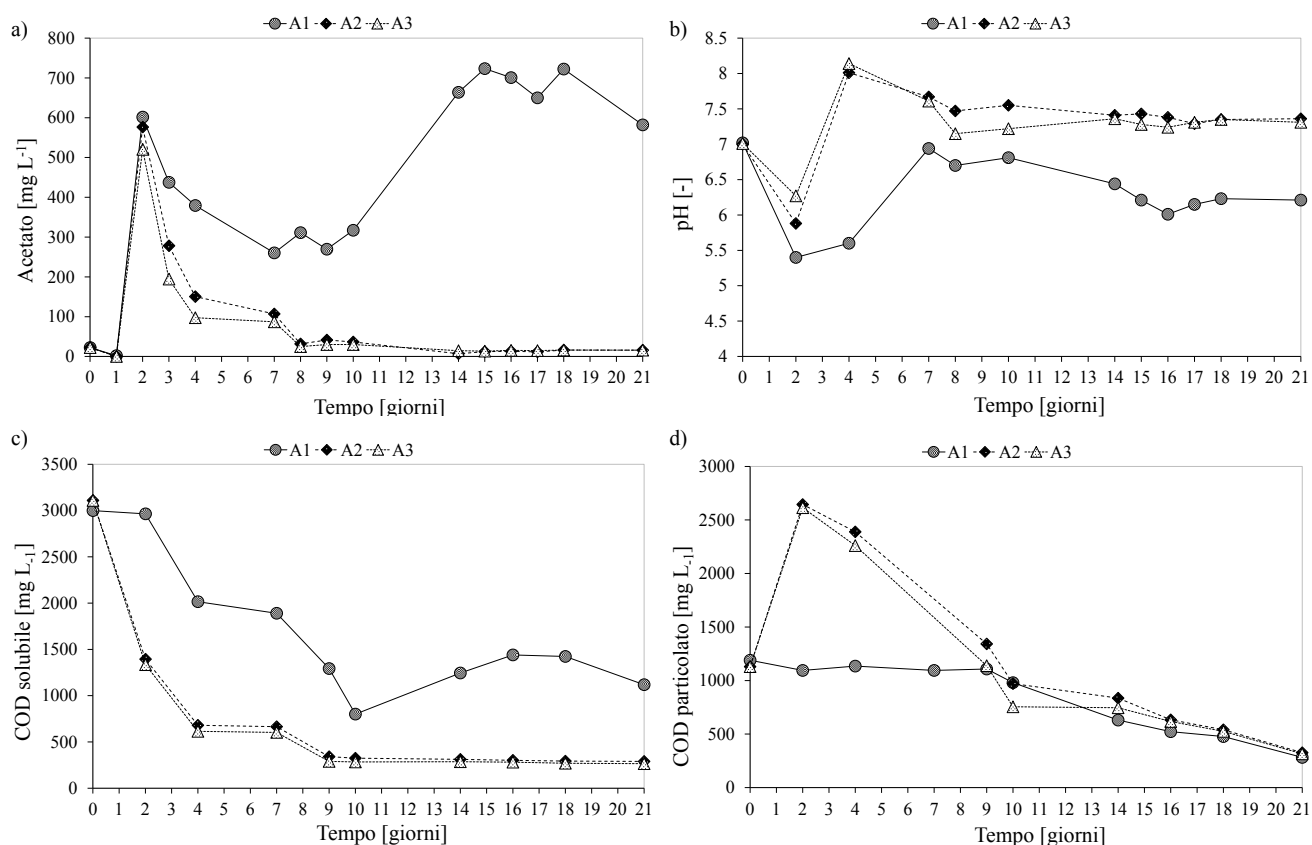 a)
A1 A2 A3
800
700
600
500
400
300
200
100
0
Acetato [mg L-1]
0 1 2 3 4 5 6 7 8 9 10 11 12 13 14 15 16 17 18 19 20 21
Tempo [giorni]
b)
A1 A2 A3
8.5
8
7.5
7
6.5
6
5.5
5
4.5
4
pH [-]
0 1 2 3 4 5 6 7 8 9 10 11 12 13 14 15 16 17 18 19 20 21
Tempo [giorni]
c)
A1 A2 A3
3500
3000
2500
2000
1500
1000
500
0
COD solubile [mg L-1]
0 1 2 3 4 5 6 7 8 9 10 11 12 13 14 15 16 17 18 19 20 21
Tempo [giorni]
d)
A1 A2 A3
3000
2500
2000
1500
1000
500
0
COD particolato [mg L-1]
0 1 2 3 4 5 6 7 8 9 10 11 12 13 14 15 16 17 18 19 20 21
Tempo [giorni]